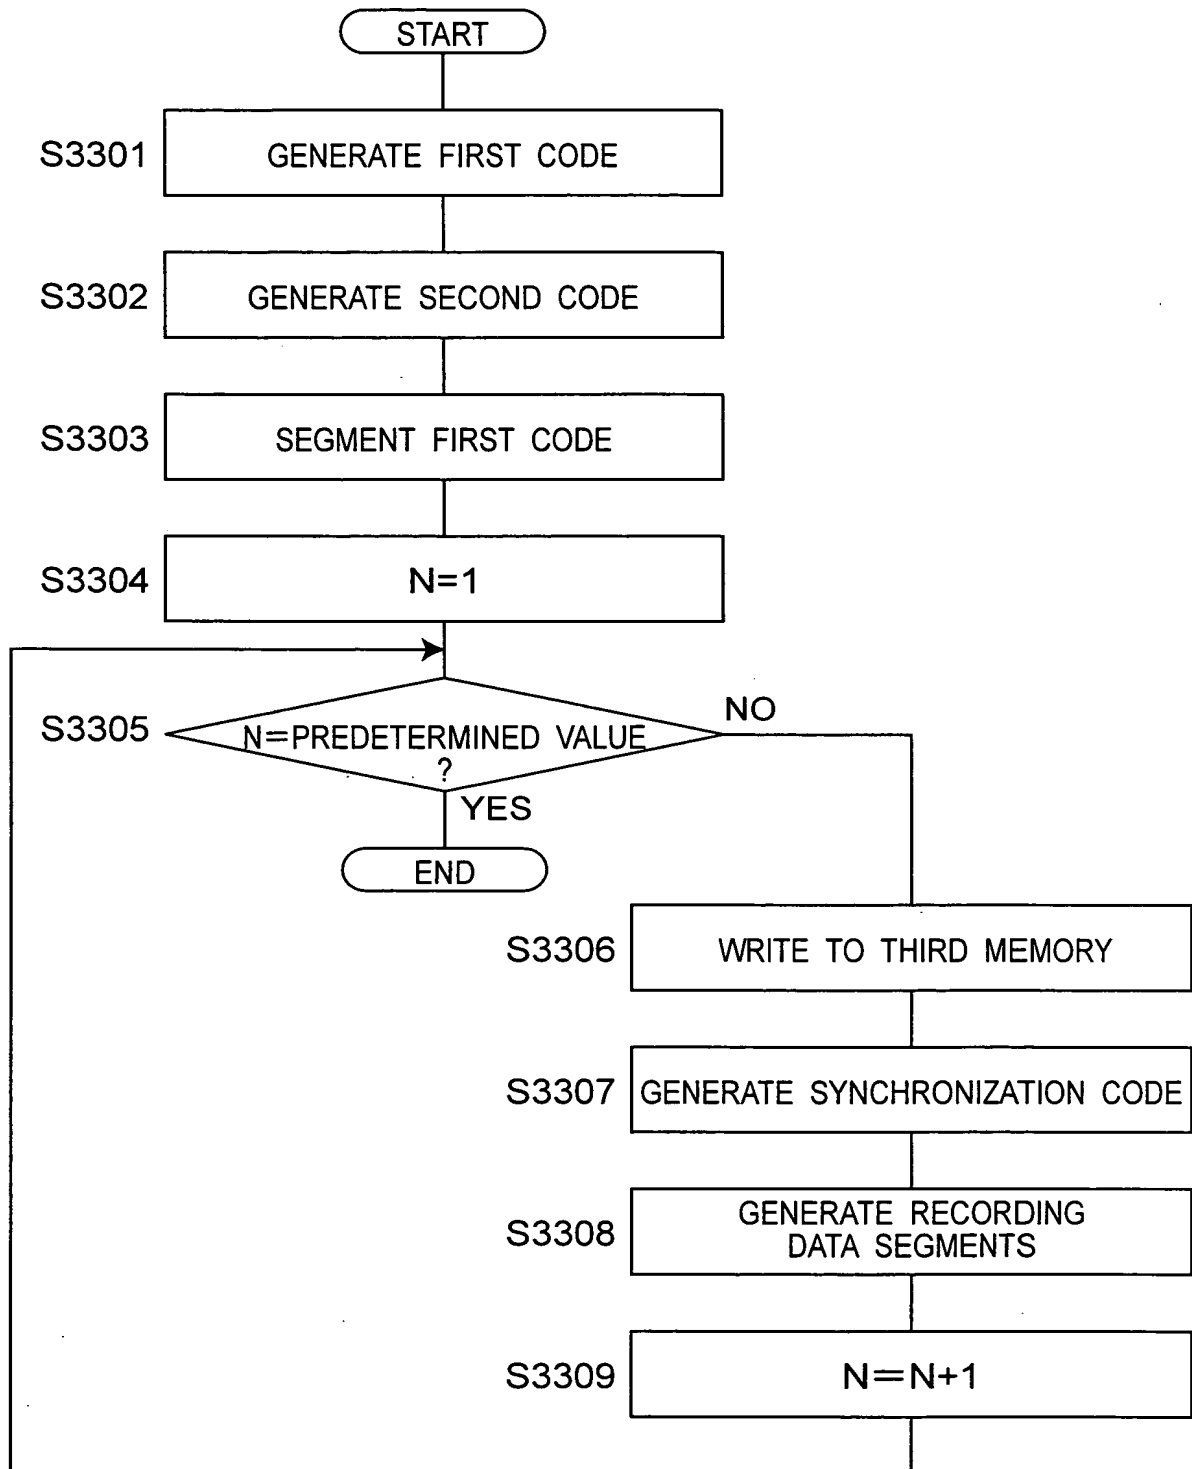 START
S3301
GENERATE FIRST CODE
S3302
GENERATE SECOND CODE
S3303
SEGMENT FIRST CODE
S3304
N=1
S3305
N=PREDETERMINED VALUE
?
NO
YES
END
S3306
WRITE TO THIRD MEMORY
S3307
GENERATE SYNCHRONIZATION CODE
S3308
GENERATE RECORDING
DATA SEGMENTS
S3309
N=N+1